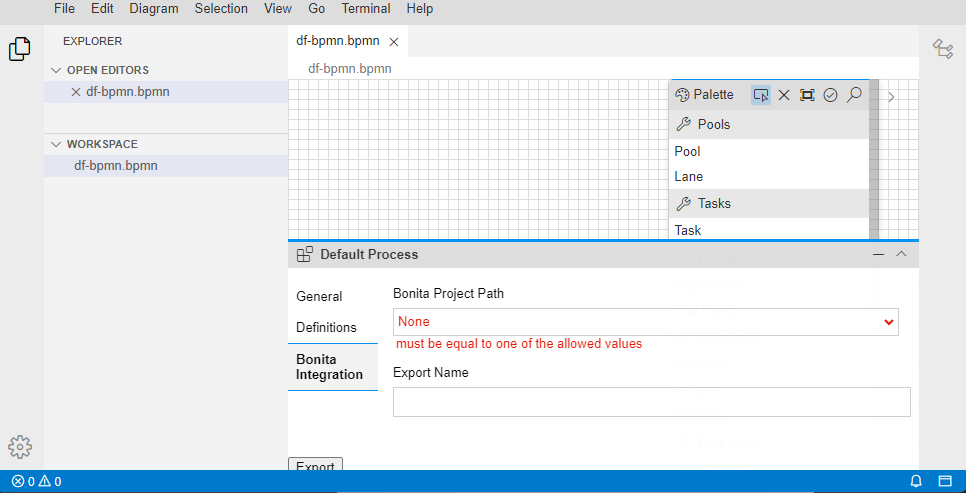 File Edit Diagram Selection View Go Terminal Help
EXPLORER
OPEN EDITORS
df-bpmn.bpmn
WORKSPACE
df-bpmn.bpmn
df-bpmn.bpmn
df-bpmn.bpmn
Palette
Pools
Pool
Lane
Tasks
Task
Default Process
General
Definitions
Bonita
Integration
Bonita Project Path
None
must be equal to one of the allowed values
Export Name
Export
0 0